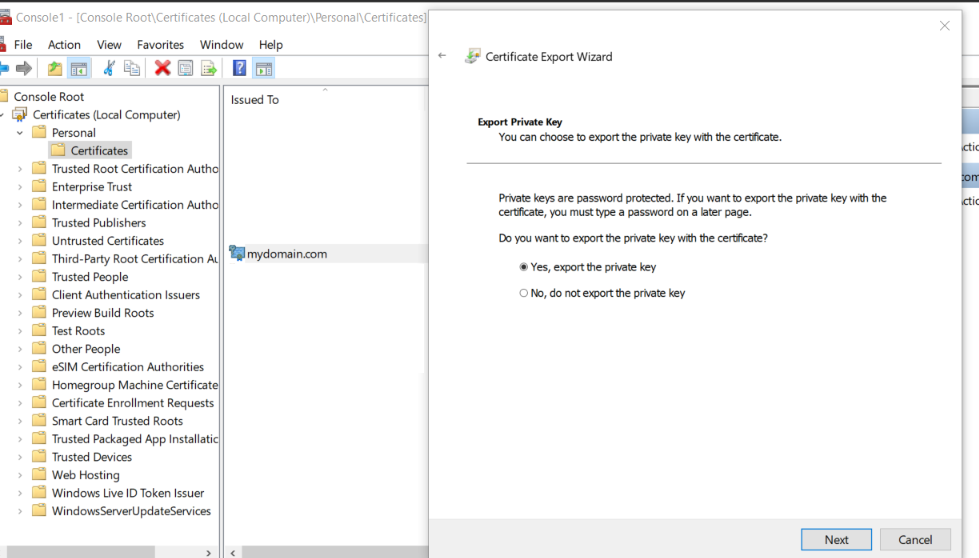 Console1 - [Console Root\Certificates (Local Computer)\Personal\Certificates]
File Action View Favorites Window Help
Console Root
Certificates (Local Computer)
Personal
Certificates
Trusted Root Certification Autho
Enterprise Trust
Intermediate Certification Autho
Trusted Publishers
Untrusted Certificates
Third-Party Root Certification Au
Trusted People
Client Authentication Issuers
Preview Build Roots
Test Roots
Other People
eSIM Certification Authorities
Homegroup Machine Certificate
Certificate Enrollment Requests
Smart Card Trusted Roots
Trusted Packaged App Installatic
Trusted Devices
Web Hosting
Windows Live ID Token Issuer
WindowsServerUpdateServices
Issued To
mydomain.com
Certificate Export Wizard
Export Private Key
You can choose to export the private key with the certificate.
Private keys are password protected. If you want to export the private key with the
certificate, you must type a password on a later page.
Do you want to export the private key with the certificate?
Yes, export the private key
No, do not export the private key
Next
Cancel